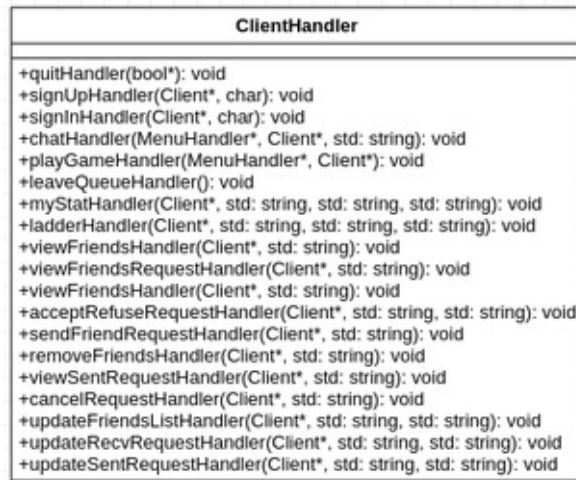 ClientHandler
+quitHandler(bool*): void
+signUpHandler(Client*, char): void
+signInHandler(Client*, char): void
+chatHandler(MenuHandler*, Client*, std: string): void
+playGameHandler(MenuHandler*, Client*): void
+leaveQueueHandler(): void
+myStatHandler(Client*, std: string, std: string): void
+ladderHandler(Client*, std: string, std: string, std: string): void
+viewFriendsHandler(Client*, std: string): void
+viewFriendsRequestHandler(Client*, std: string): void
+viewFriendsHandler(Client*, std: string): void
+acceptRefuseRequestHandler(Client*, std: string, std: string): void
+sendFriendRequestHandler(Client*, std: string): void
+removeFriendsHandler(Client*, std: string): void
+viewSentRequestHandler(Client*, std: string): void
+cancelRequestHandler(Client*, std: string): void
+updateFriendsListHandler(Client*, std: string, std: string): void
+updateRecvRequestHandler(Client*, std: string, std: string): void
+updateSentRequestHandler(Client*, std: string, std: string): void